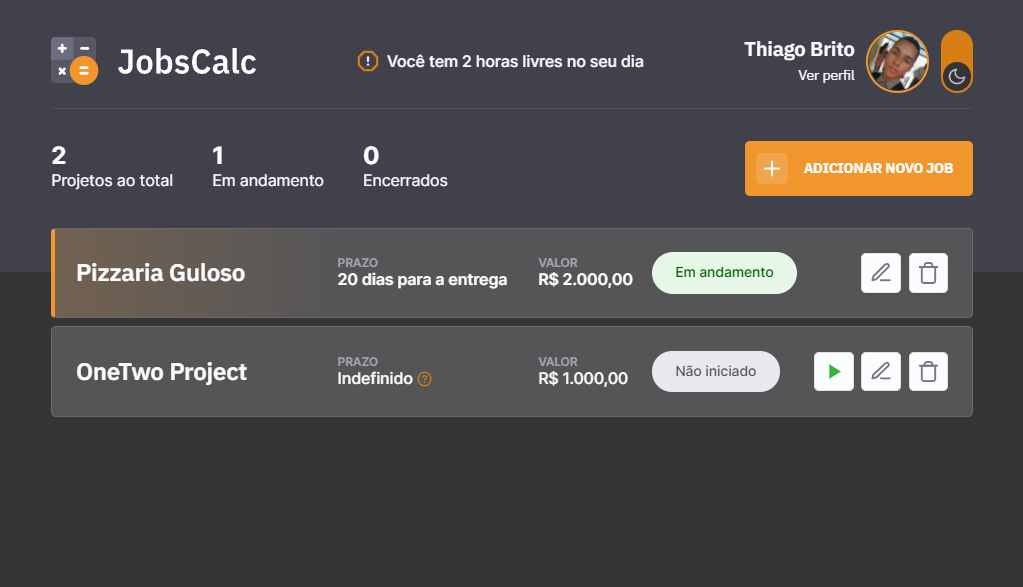 JobsCalc
Você tem 2 horas livres no seu dia
Thiago Brito
Ver perfil
2
Projetos ao total
1
Em andamento
0
Encerrados
ADICIONAR NOVO JOB
Pizzaria Guloso
PRAZO
20 dias para a entrega
VALOR
R$ 2.000,00
Em andamento
OneTwo Project
PRAZO
Indefinido
VALOR
R$ 1.000,00
Não iniciado